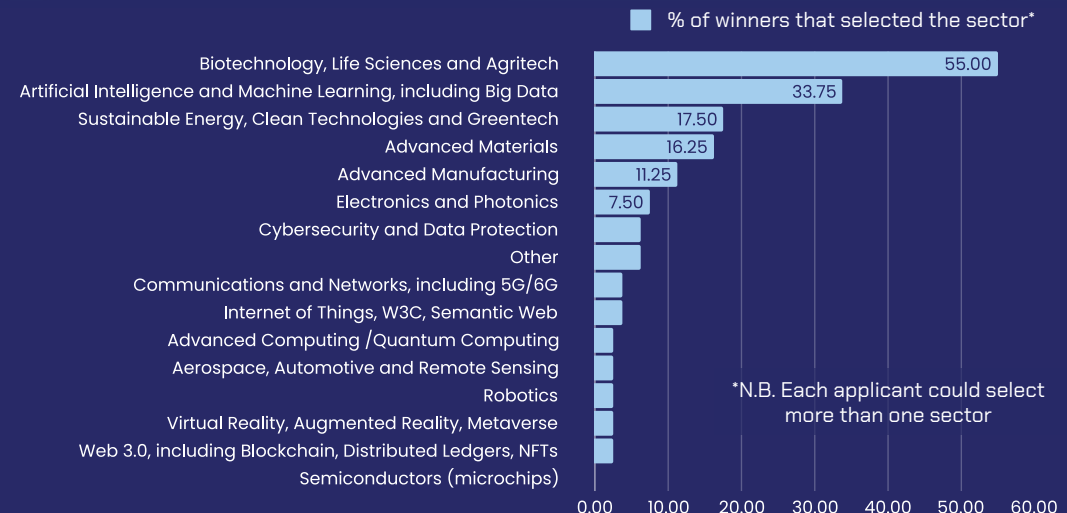 % of winners that selected the sector*
Biotechnology, Life Sciences and Agritech
55.00
Artificial Intelligence and Machine Learning, including Big Data
33.75
Sustainable Energy, Clean Technologies and Greentech
17.50
Advanced Materials
16.25
Advanced Manufacturing
11.25
Electronics and Photonics
7.50
Cybersecurity and Data Protection
Other
Communications and Networks, including 5G/6G
Internet of Things, W3C, Semantic Web
Advanced Computing /Quantum Computing
Aerospace, Automotive and Remote Sensing
Robotics
Virtual Reality, Augmented Reality, Metaverse
Web 3.0, including Blockchain, Distributed Ledgers, NFTs
Semiconductors (microchips)
*N.B. Each applicant could select
more than one sector
0.00 10.00 20.00 30.00 40.00 50.00 60.00